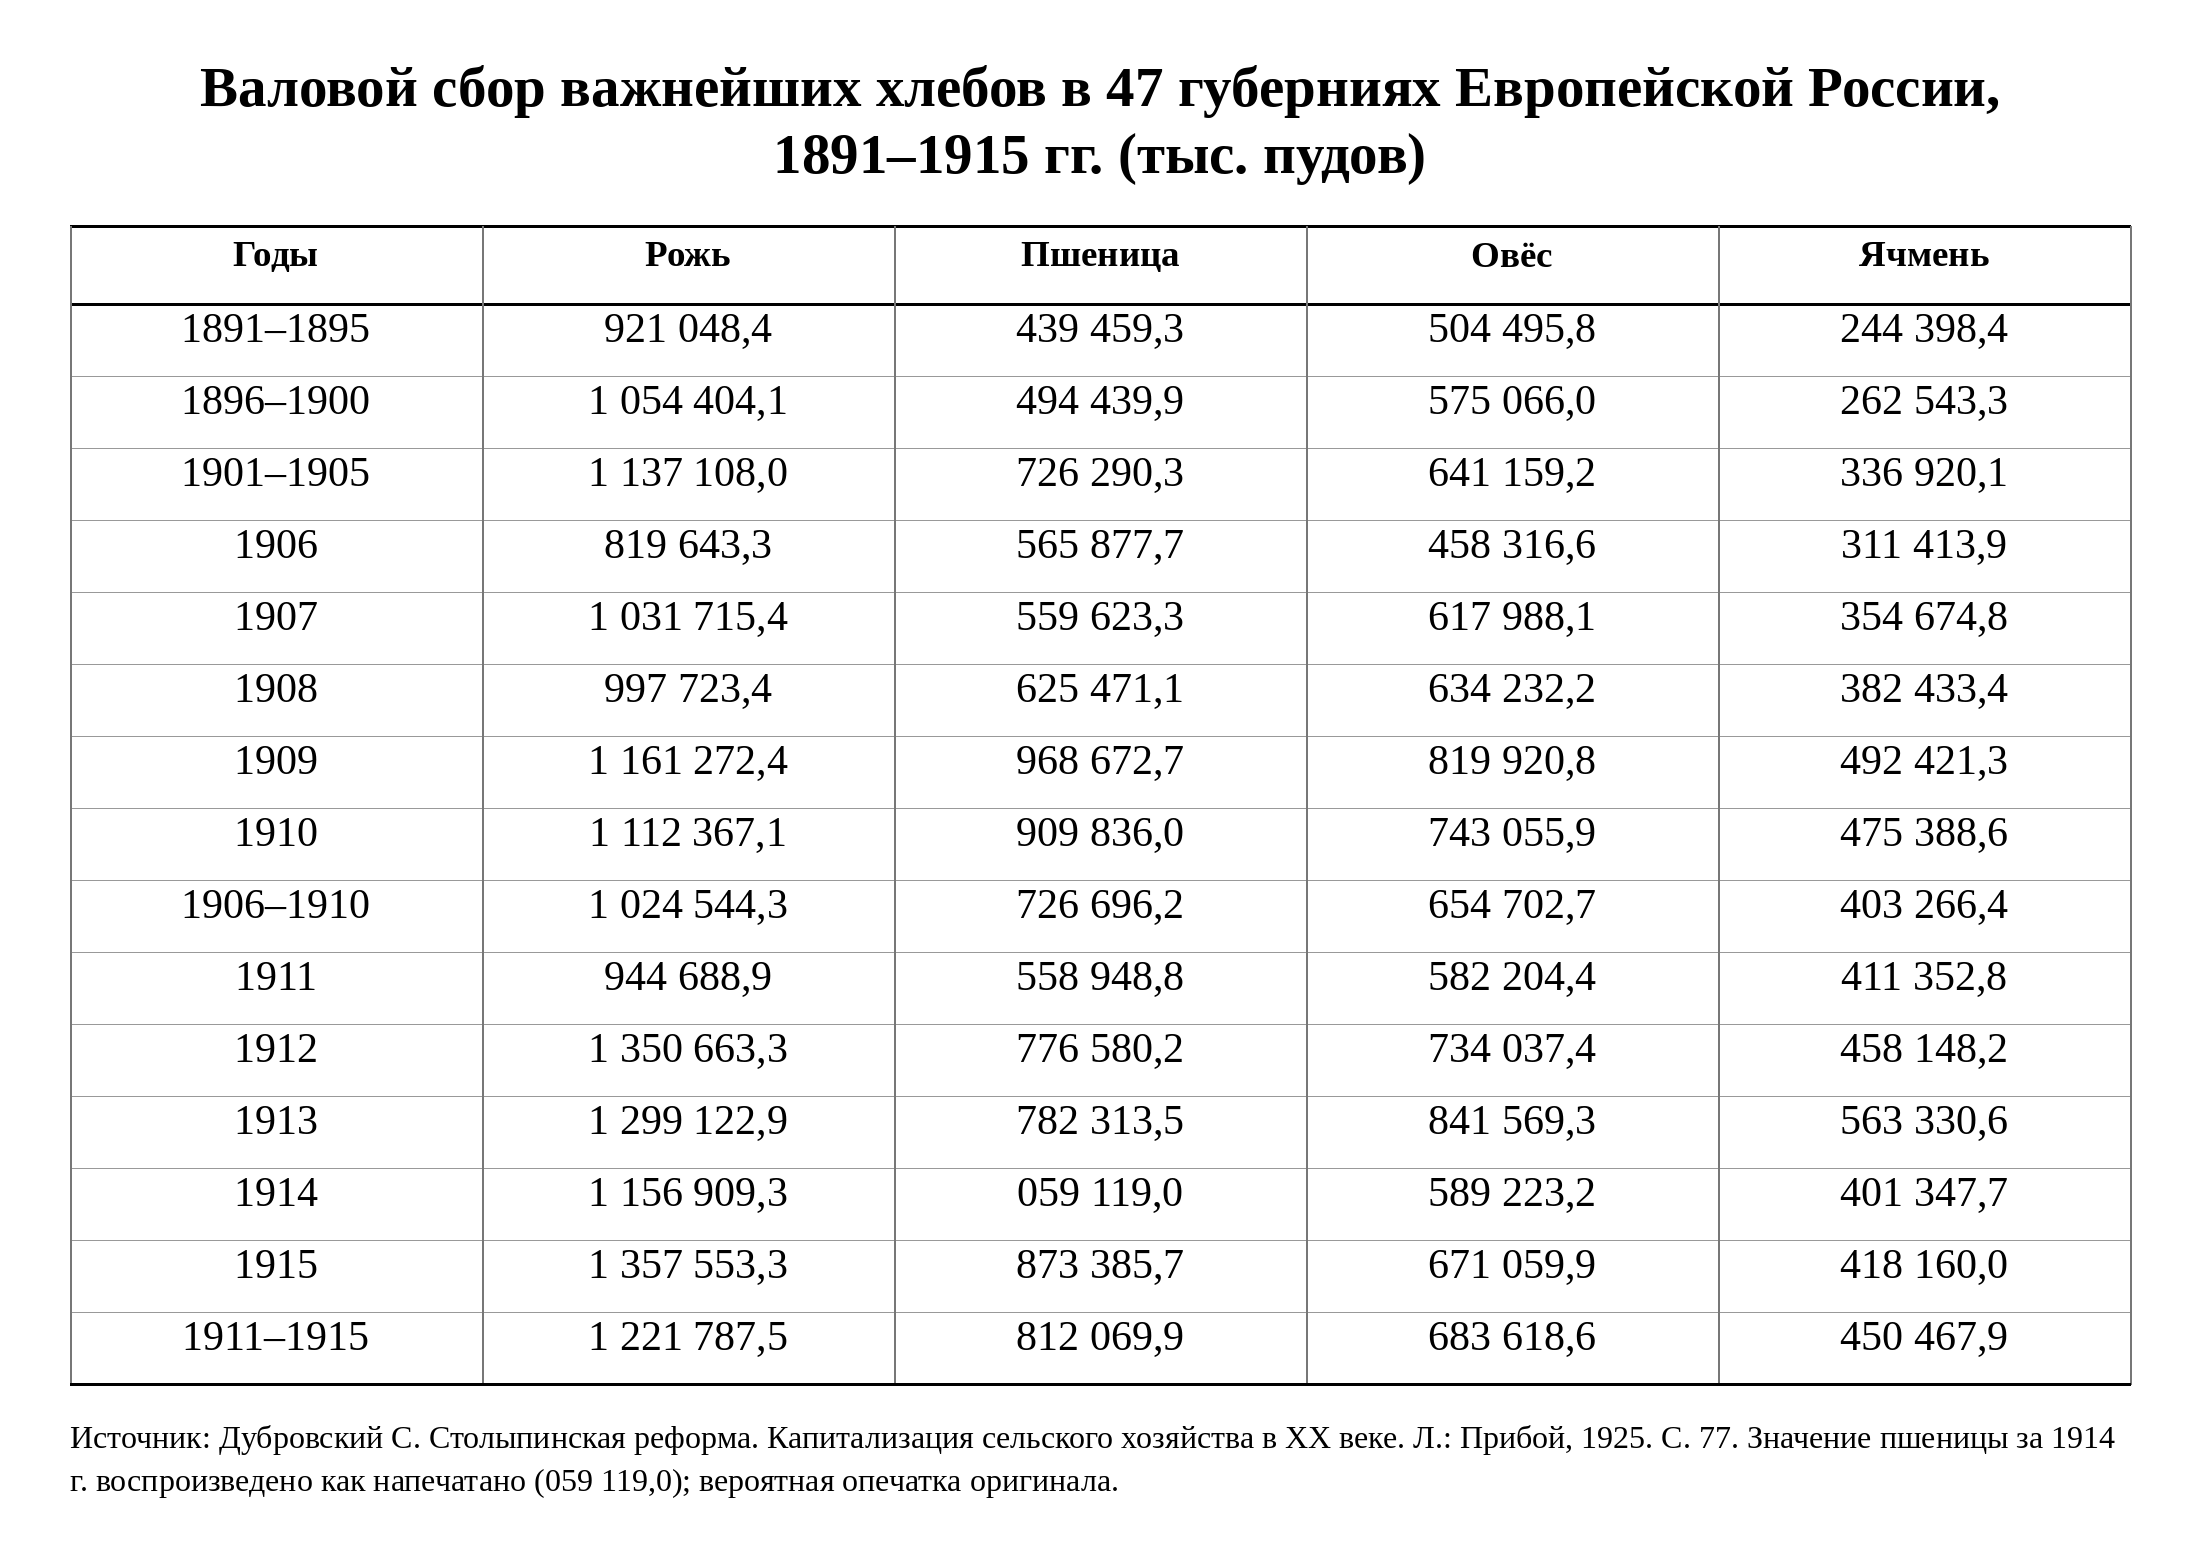 Валовой сбор важнейших хлебов в 47 губерниях Европейской России,
1891–1915 гг. (тыс. пудов)
Годы Рожь Пшеница Овёс Ячмень
1891–1895 921 048,4 439 459,3 504 495,8 244 398,4
1896–1900 1 054 404,1 494 439,9 575 066,0 262 543,3
1901–1905 1 137 108,0 726 290,3 641 159,2 336 920,1
1906 819 643,3 565 877,7 458 316,6 311 413,9
1907 1 031 715,4 559 623,3 617 988,1 354 674,8
1908 997 723,4 625 471,1 634 232,2 382 433,4
1909 1 161 272,4 968 672,7 819 920,8 492 421,3
1910 1 112 367,1 909 836,0 743 055,9 475 388,6
1906–1910 1 024 544,3 726 696,2 654 702,7 403 266,4
1911 944 688,9 558 948,8 582 204,4 411 352,8
1912 1 350 663,3 776 580,2 734 037,4 458 148,2
1913 1 299 122,9 782 313,5 841 569,3 563 330,6
1914 1 156 909,3 059 119,0 589 223,2 401 347,7
1915 1 357 553,3 873 385,7 671 059,9 418 160,0
1911–1915 1 221 787,5 812 069,9 683 618,6 450 467,9
Источник: Дубровский С. Столыпинская реформа. Капитализация сельского хозяйства в XX веке. Л.: Прибой, 1925. С. 77. Значение пшеницы за 1914
г. воспроизведено как напечатано (059 119,0); вероятная опечатка оригинала.